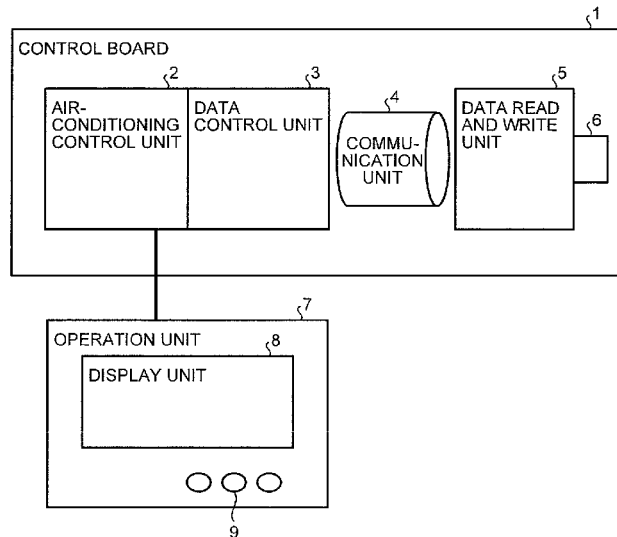 1
CONTROL BOARD
2
3
4
5
6
AIR-
CONDITIONING
CONTROL UNIT
DATA
CONTROL UNIT
COMMU-
NICATION
UNIT
DATA READ
AND WRITE
UNIT
7
OPERATION UNIT
8
DISPLAY UNIT
9